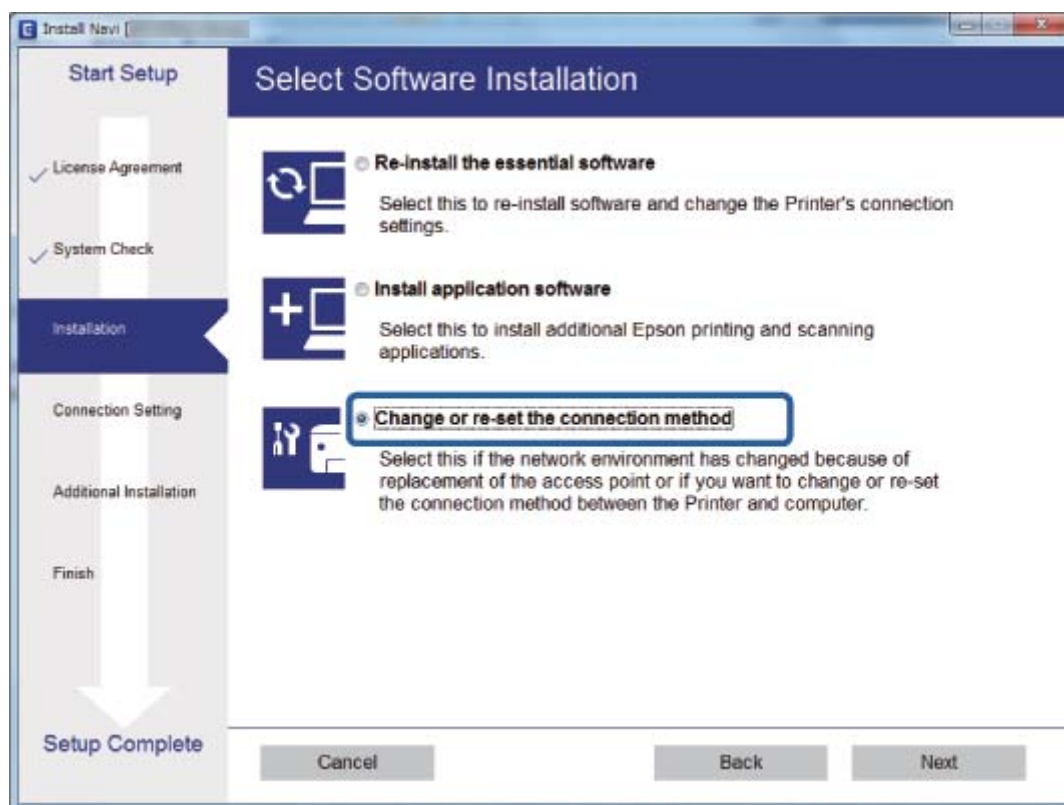 Install Navi [
Start Setup
Select Software Installation
License Agreement
System Check
Installation
Connection Setting
Additional Installation
Finish
Setup Complete
Re-install the essential software
Select this to re-install software and change the Printer's connection
settings.
Install application software
Select this to install additional Epson printing and scanning
applications.
Change or re-set the connection method
Select this if the network environment has changed because of
replacement of the access point or if you want to change or re-set
the connection method between the Printer and computer.
Cancel
Back
Next